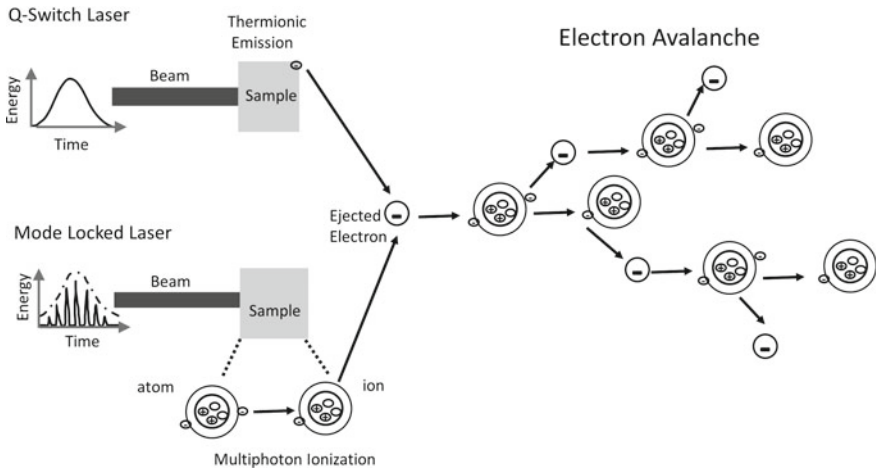 Q-Switch Laser
Thermionic
Emission
Electron Avalanche
Energy
Beam
Sample
Time
Ejected
Electron
Mode Locked Laser
Energy
Beam
Sample
Time
atom
ion
Multiphoton Ionization